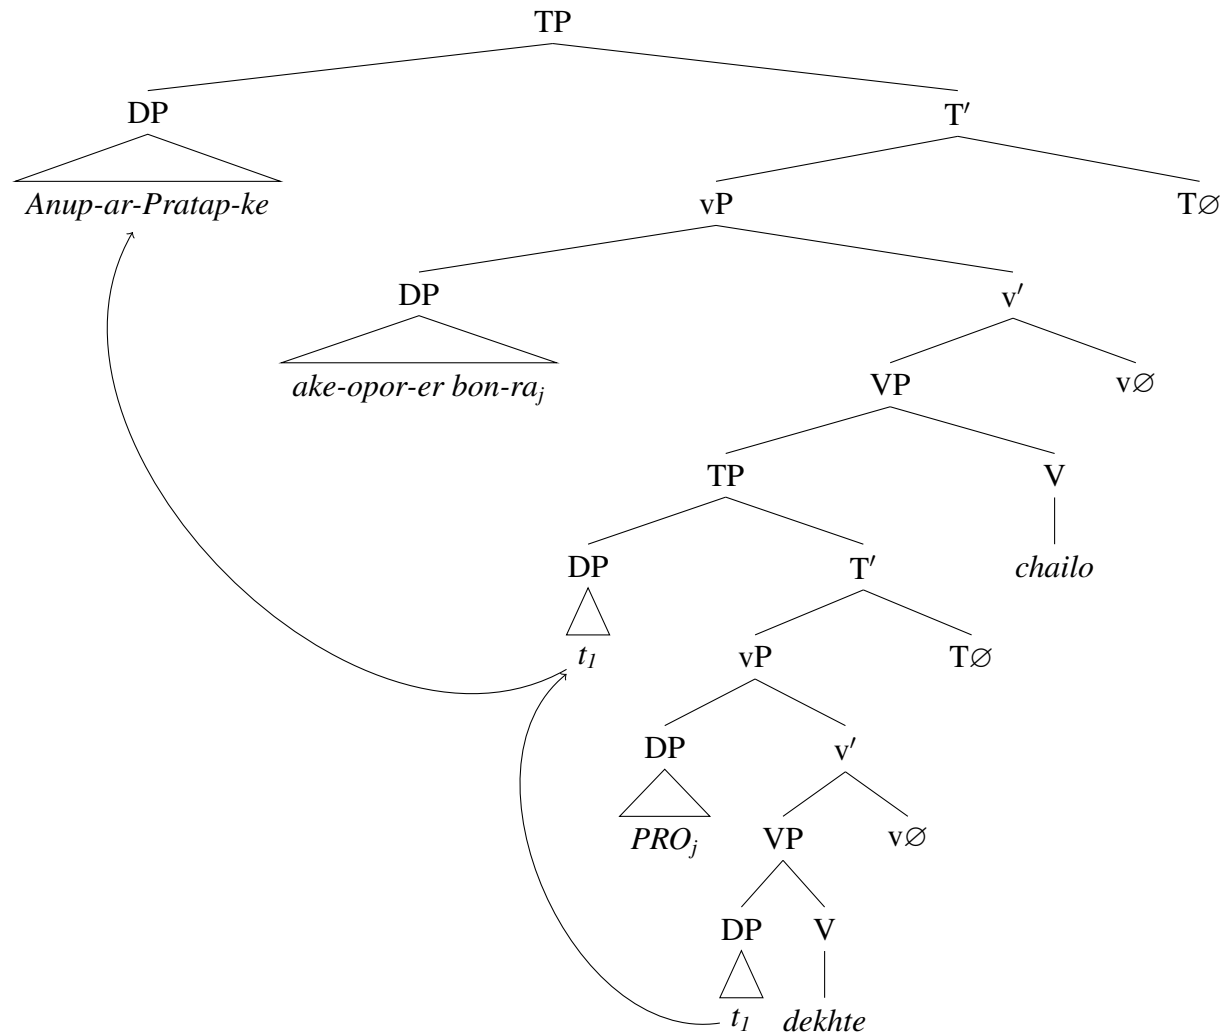 TP
DP T′
Anup-ar-Pratap-ke vP T∅
DP v′
ake-opor-er bon-raj VP v∅
TP V
DP T′ chailo
t1 vP T∅
DP v′
PROj VP v∅
DP V
t1 dekhte